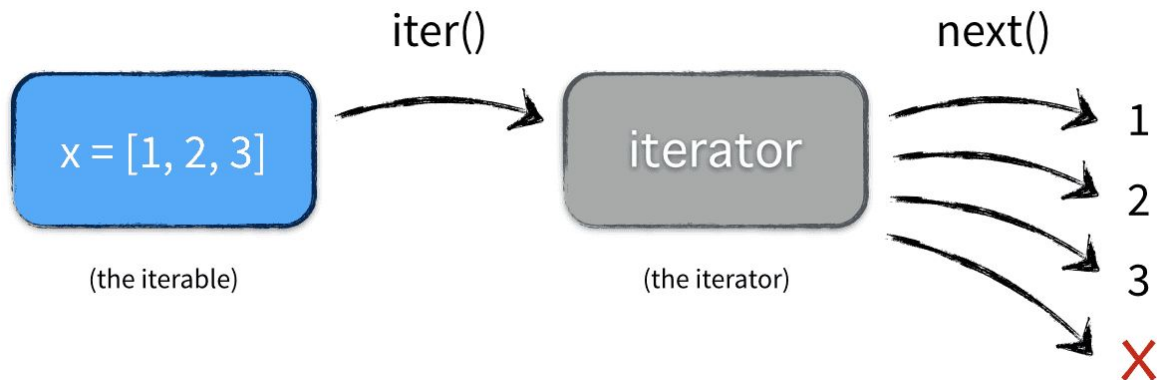 iter()
next()
x = [1, 2, 3]
iterator
1
2
3
X
(the iterable)
(the iterator)